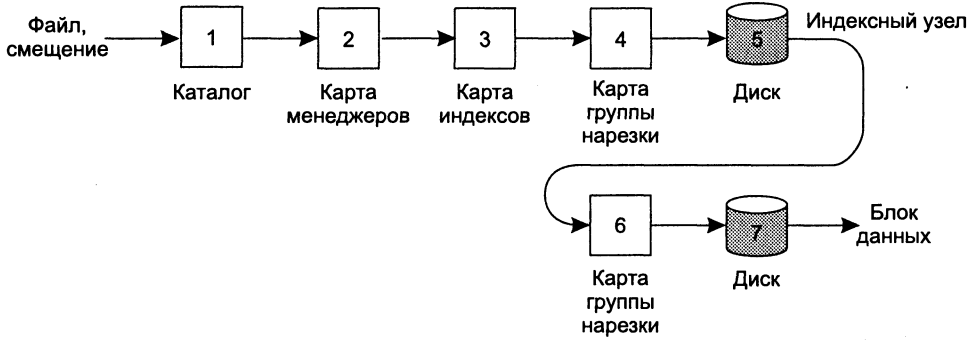 Файл,
смещение
1
2
3
4
5
Индексный узел
Каталог
Карта
менеджеров
Карта
индексов
Карта
группы
нарезки
Диск
6
7
Блок
данных
Карта
группы
нарезки
Диск